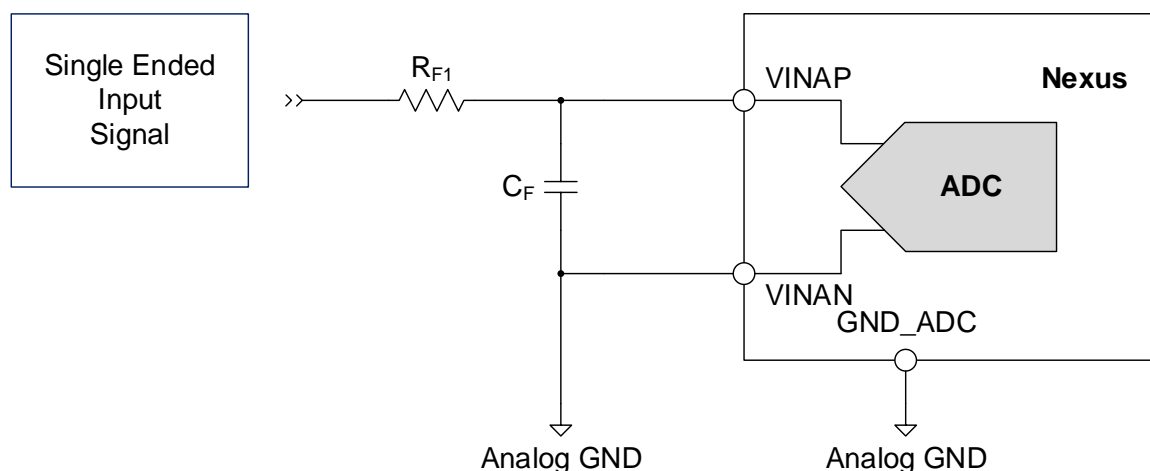 Single Ended
Input
Signal
RF1
CF
VINAP
Nexus
ADC
VINAN
GND_ADC
Analog GND
Analog GND